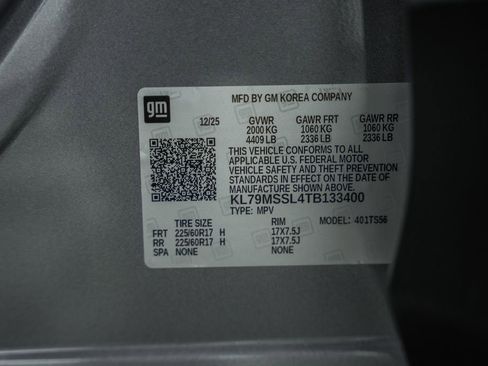 gm
MFD BY GM KOREA COMPANY
12/25 GVWR GAWR FRT GAWR RR
2000 KG 1060 KG 1060 KG
4409 LB 2336 LB 2336 LB
THIS VEHICLE CONFORMS TO ALL
APPLICABLE U.S. FEDERAL MOTOR
VEHICLE SAFETY AND THEFT PREVENTION
STANDARDS IN EFFECT ON THE DATE OF
MANUFACTURE SHOWN ABOVE.
KL79MSSL4TB133400
TYPE: MPV MODEL: 401TS56
TIRE SIZE RIM
FRT 225/60R17 H 17X7.5J
RR 225/60R17 H 17X7.5J
SPA NONE NONE